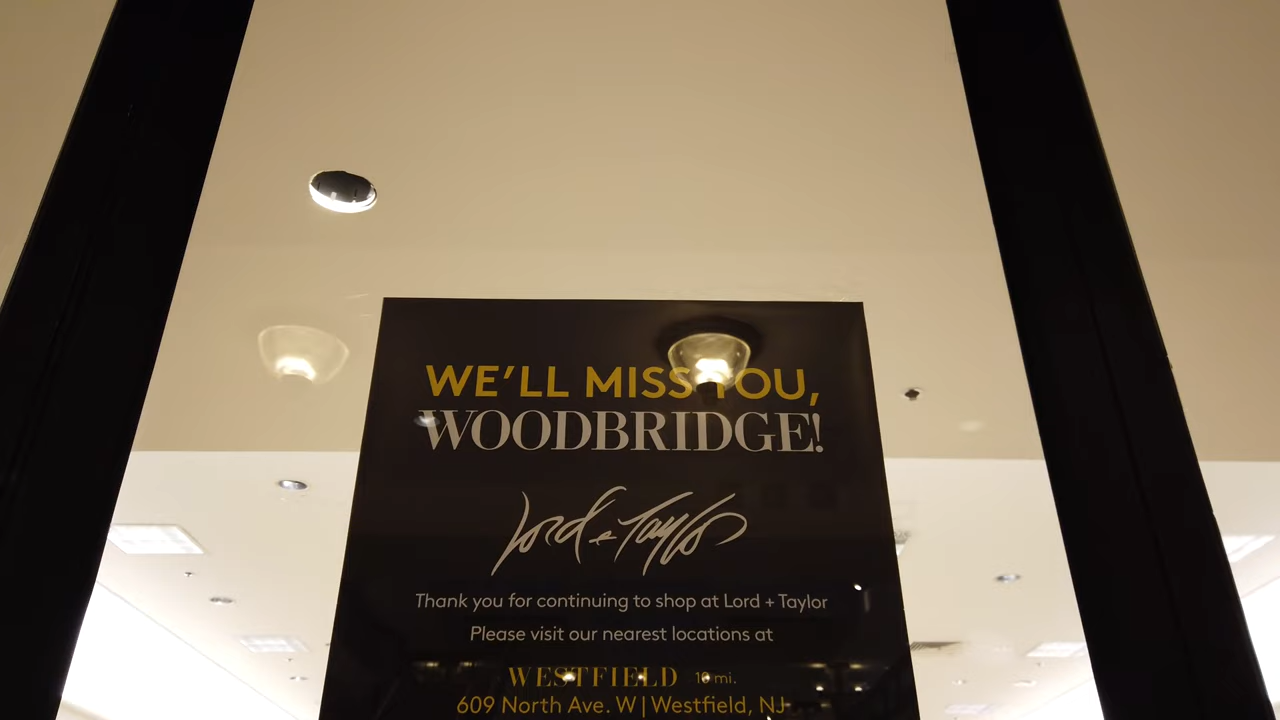 WE'LL MISS YOU,
WOODBRIDGE!
Lord & Taylor
Thank you for continuing to shop at Lord + Taylor
Please visit our nearest locations at
WESTFIELD 10 mi.
609 North Ave. W | Westfield, NJ